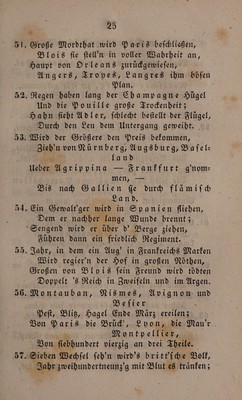 25
51. Große Mordthat wird Paris beschließen,
Blois sie stell'n in voller Wahrheit an,
Haupt von Orleans zurückgewiesen,
Angers, Troyes, Langres ihm bösen
Plan.
52. Regen haben lang der Champagne Hügel
Und die Pouille große Trockenheit;
Hahn sieht Adler, schlecht bestellt der Flügel,
Durch den Leu dem Untergang geweiht.
53. Wird der Größere den Preis bekommen,
Zieh'n von Nürnberg, Augsburg, Basel-
land
Ueber Agrippina — Frankfurt g'nom-
men, —
Bis nach Gallien sie durch flämisch
Land.
54. Ein Gewalt'ger wird in Spanien fliehen,
Dem er nachher lange Wunde brennt;
Sengend wird er über d' Berge ziehen,
Führen dann ein friedlich Regiment.
55. Jahr, in dem ein Aug' in Frankreichs Marken
Wird regier'n der Hof in großen Nöthen,
Großen von Blois sein Freund wird tödten
Doppelt 's Reich in Zweifeln und im Argen.
56. Montauban, Nismes, Avignon und
Besier
Pest, Blitz, Hagel Ende März ereilen;
Von Paris die Brück', Lyon, die Mau'r
Montpellier,
Von siebhundert vierzig an drei Theile.
57. Sieben Wechsel seh'n wird's britt'sche Volk,
Jahr zweihundertneunz'g mit Blut es tränken;